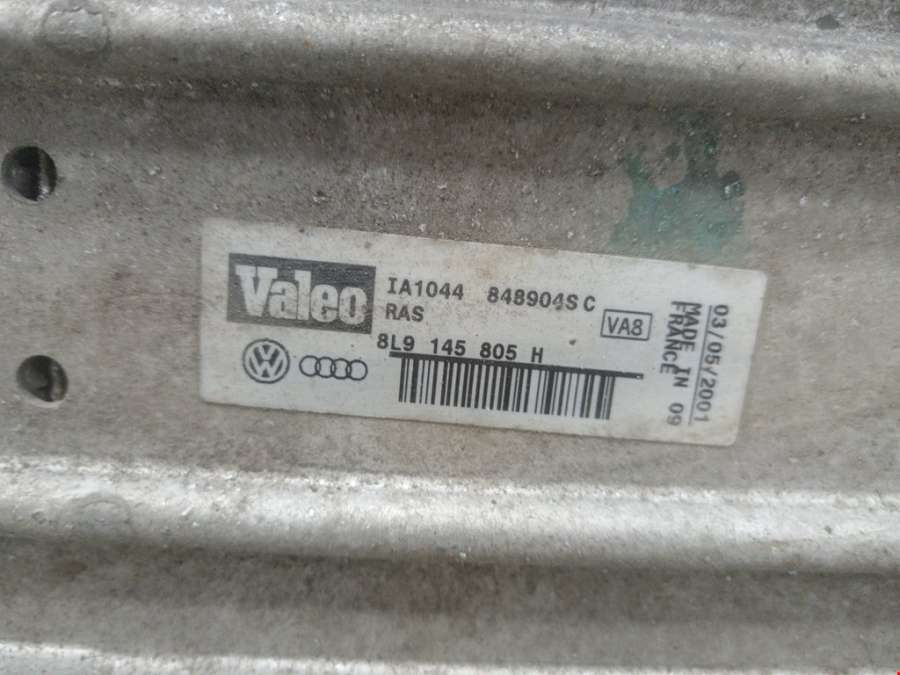 Valeo
IA1044 848904S C
RAS
VA8
8L9 145 805 H
03/05/2001
MADE IN 09
FRANCE